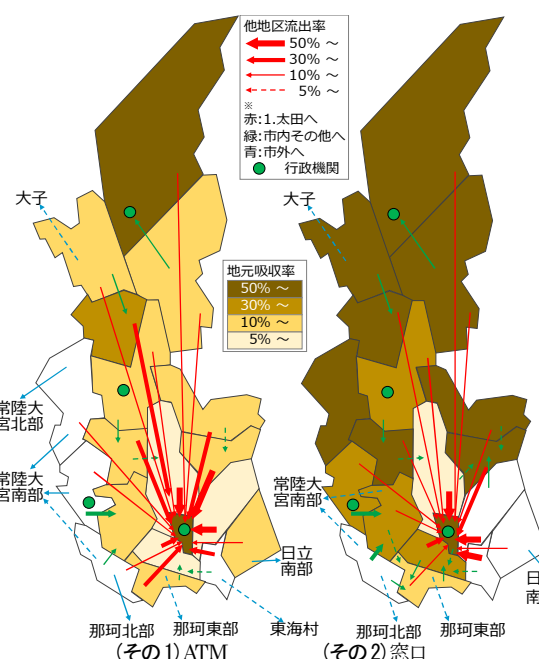 他地区流出率
50% ～
30% ～
10% ～
5% ～
※
赤:1.太田へ
緑:市内その他へ
青:市外へ
行政機関
大子
大子
地元吸収率
50% ～
30% ～
10% ～
5% ～
常陸大
宮北部
常陸大
宮南部
常陸大
宮南部
日立
南部
日
南
那珂北部
那珂東部
東海村
那珂北部
那珂東部
(その1) ATM
(その2) 窓口